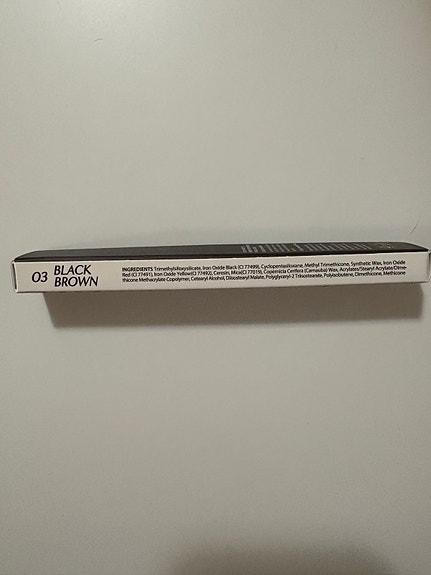 03 BLACK
BROWN
INGREDIENTS Trimethylsiloxysilicate, Iron Oxide Black (CI 77499), Cyclopentasiloxane, Methyl Trimethicone, Synthetic Wax, Iron Oxide
Red (CI 77491), Iron Oxide Yellow(CI 77492), Ceresin, Mica(CI 77019), Copernicia Cerifera (Carnauba) Wax, Acrylates/Stearyl Acrylate/Dime-
thicone Methacrylate Copolymer, Cetearyl Alcohol, Diisostearyl Malate, Polyglyceryl-2 Triisostearate, Polyisobutene, Dimethicone, Methicone